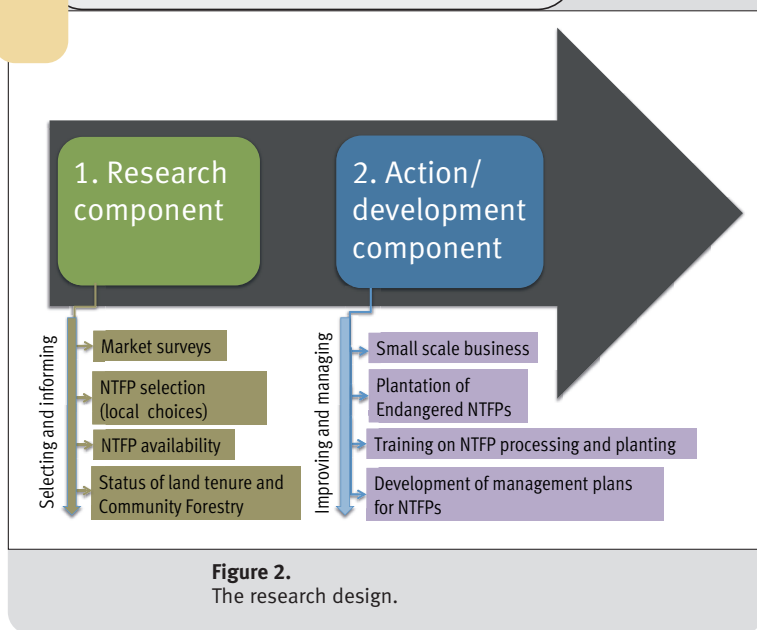 1. Research
component
2. Action/
development
component
Selecting and informing
Market surveys
NTFP selection
(local choices)
NTFP availability
Status of land tenure and
Community Forestry
Improving and managing
Small scale business
Plantation of
Endangered NTFPs
Training on NTFP processing and planting
Development of management plans
for NTFPs
Figure 2.
The research design.